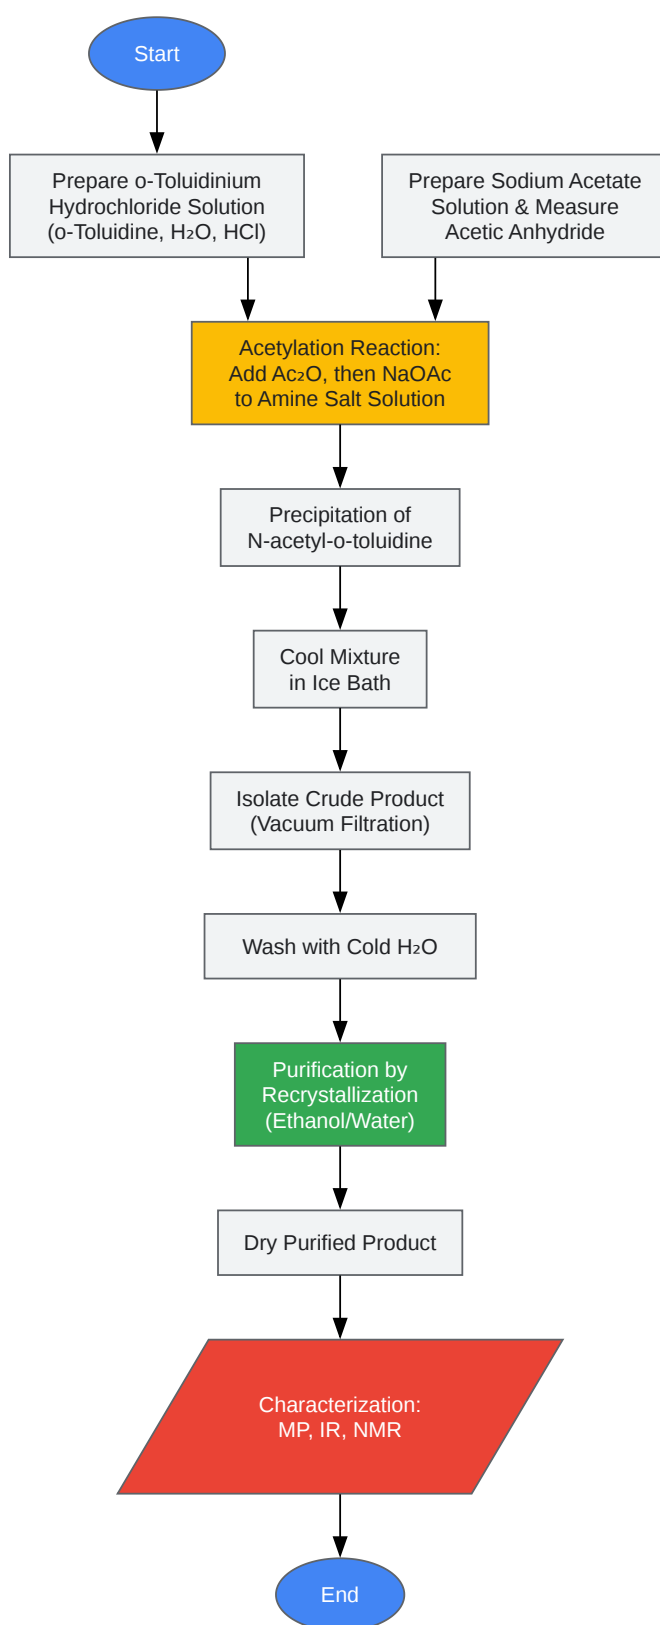 Start
Prepare o-Toluidinium
Hydrochloride Solution
(o-Toluidine, H₂O, HCl)
Prepare Sodium Acetate
Solution & Measure
Acetic Anhydride
Acetylation Reaction:
Add Ac₂O, then NaOAc
to Amine Salt Solution
Precipitation of
N-acetyl-o-toluidine
Cool Mixture
in Ice Bath
Isolate Crude Product
(Vacuum Filtration)
Wash with Cold H₂O
Purification by
Recrystallization
(Ethanol/Water)
Dry Purified Product
Characterization:
MP, IR, NMR
End